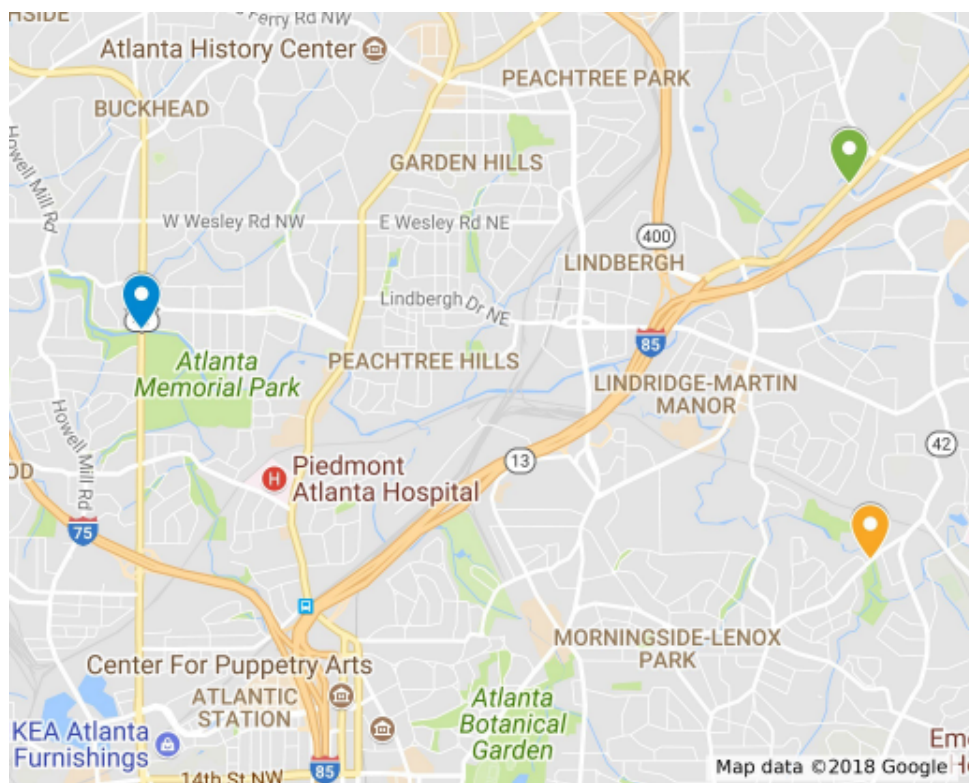 HSIDE
Ferry Rd NW
Atlanta History Center
PEACHTREE PARK
BUCKHEAD
Howell Mill Rd
GARDEN HILLS
W Wesley Rd NW
E Wesley Rd NE
400
LINDBERGH
Lindbergh Dr NE
85
Atlanta
Memorial Park
PEACHTREE HILLS
LINDRIDGE-MARTIN
MANOR
Howell Mill Rd
42
13
OD
Piedmont
Atlanta Hospital
H
75
MORNINGSIDE-LENOX
PARK
Center For Puppetry Arts
ATLANTIC
STATION
Atlanta
Botanical
Garden
KEA Atlanta
Furnishings
Eme
H
14th St NW
85
Map data ©2018 Google